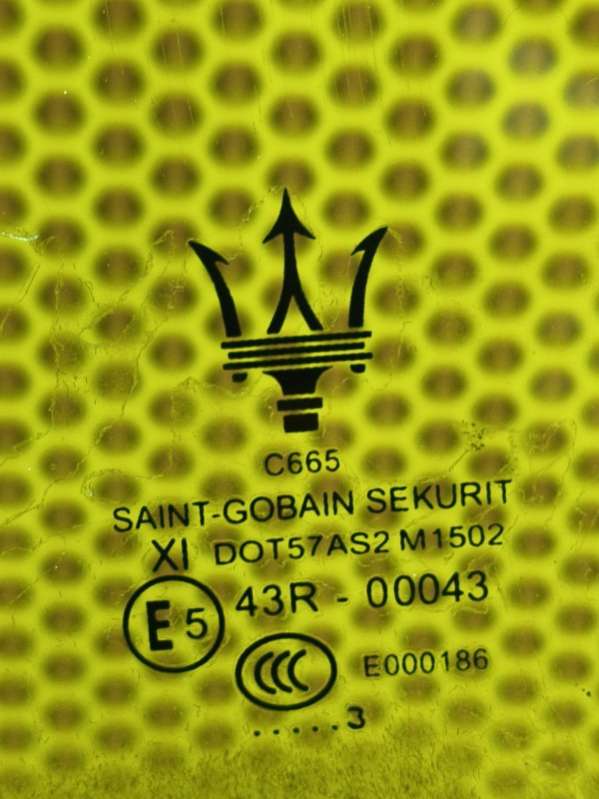 C665
SAINT-GOBAIN SEKURIT
XI DOT57AS2 M1502
E5 43R - 00043
CCC E000186
.....3